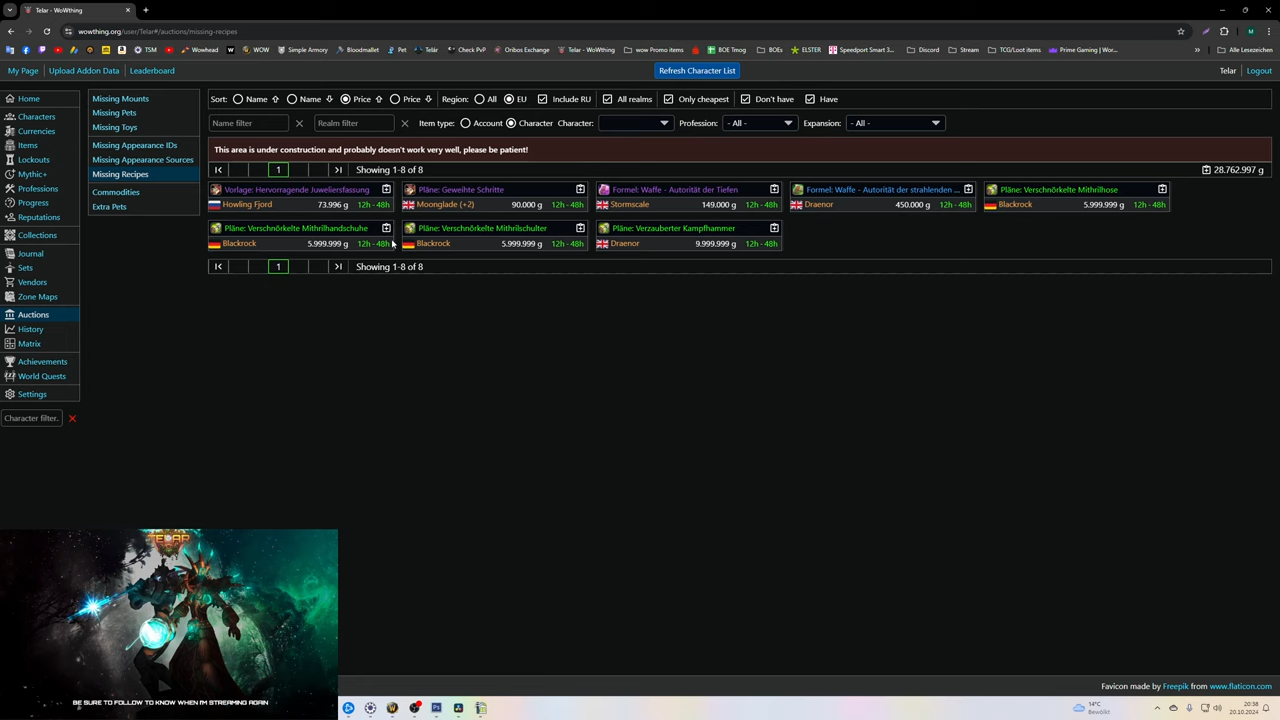 Telar - WoWthing
wowthing.org/user/Telar#/auctions/missing-recipes
TSM Wowhead WOW Simple Armory Bloodmallet Pet Telár Check PvP Oribos Exchange Telar - WoWthing wow Promo items BOE Tmog BOEs ELSTER Speedport Smart 3... Discord Stream TCG/Loot items Prime Gaming | Wor... Alle Lesezeichen
My Page Upload Addon Data Leaderboard Refresh Character List Telar Logout
Home
Characters
Currencies
Items
Lockouts
Mythic+
Professions
Progress
Reputations
Collections
Journal
Sets
Vendors
Zone Maps
Auctions
History
Matrix
Achievements
World Quests
Settings
Character filter..
Missing Mounts
Missing Pets
Missing Toys
Missing Appearance IDs
Missing Appearance Sources
Missing Recipes
Commodities
Extra Pets
Sort: Name Name Price Price Region: All EU Include RU All realms Only cheapest Don't have Have
Name filter Realm filter Item type: Account Character Character: Profession: - All - Expansion: - All -
This area is under construction and probably doesn't work very well, please be patient!
1 Showing 1-8 of 8 28.762.997 g
Vorlage: Hervorragende Juweliersfassung
Howling Fjord 73.996 g 12h - 48h
Pläne: Geweihte Schritte
Moonglade (+2) 90.000 g 12h - 48h
Formel: Waffe - Autorität der Tiefen
Stormscale 149.000 g 12h - 48h
Formel: Waffe - Autorität der strahlenden ...
Draenor 450.000 g 12h - 48h
Pläne: Verschnörkelte Mithrilhose
Blackrock 5.999.999 g 12h - 48h
Pläne: Verschnörkelte Mithrilhandschuhe
Blackrock 5.999.999 g 12h - 48h
Pläne: Verschnörkelte Mithrilschulter
Blackrock 5.999.999 g 12h - 48h
Pläne: Verzauberter Kampfhammer
Draenor 9.999.999 g 12h - 48h
1 Showing 1-8 of 8
TELAR
BE SURE TO FOLLOW TO KNOW WHEN I'M STREAMING AGAIN
Favicon made by Freepik from www.flaticon.com
14°C
Bewölkt
20:38
20.10.2024